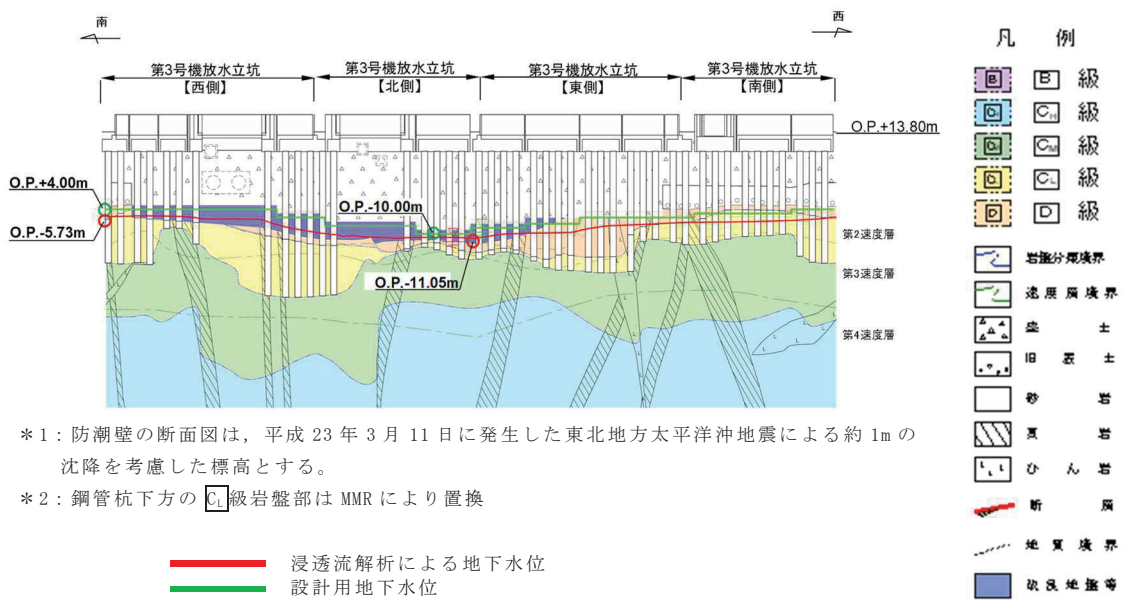 南
西
第3号機放水立坑
【西側】
第3号機放水立坑
【北側】
第3号機放水立坑
【東側】
第3号機放水立坑
【南側】
O.P.+13.80m
O.P.+4.00m
O.P.-5.73m
O.P.-10.00m
O.P.-11.05m
第2速度層
第3速度層
第4速度層
＊1：防潮壁の断面図は，平成 23 年 3 月 11 日に発生した東北地方太平洋沖地震による約 1m の
沈降を考慮した標高とする。
＊2：鋼管杭下方の CL級岩盤部は MMR により置換
浸透流解析による地下水位
設計用地下水位
凡 例
B B 級
CH 級
CM 級
CL 級
D D 級
岩盤分類境界
速度層境界
盛 土
旧 表 土
砂 岩
頁 岩
ひ ん 岩
断 層
地 質 境 界
改良地盤等